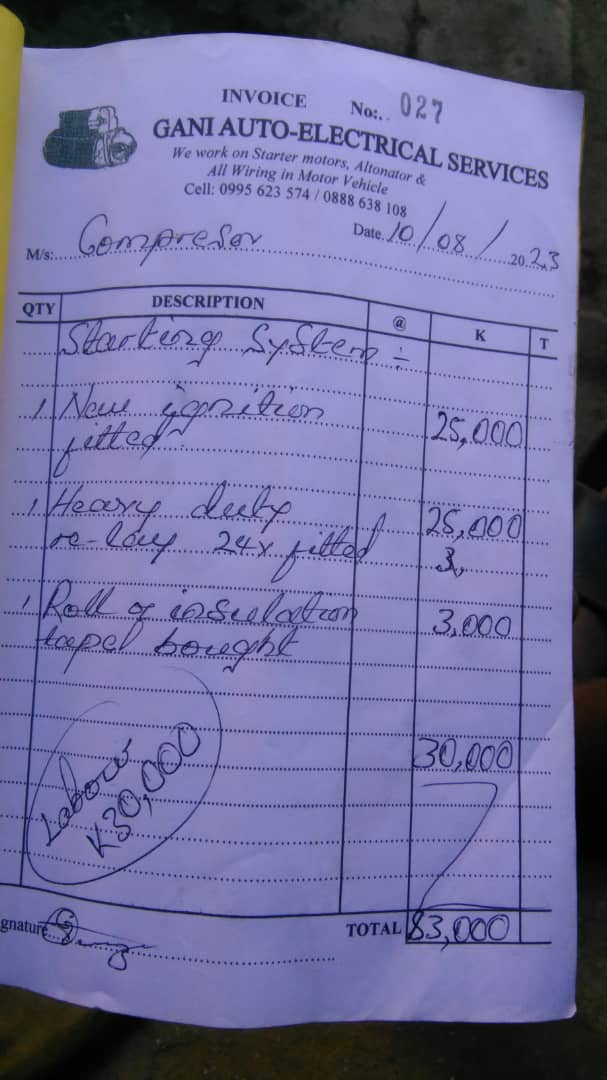 INVOICE No:.. 027
GANI AUTO-ELECTRICAL SERVICES
We work on Starter motors, Altonator &
All Wiring in Motor Vehicle
Cell: 0995 623 574 / 0888 638 108
Date. 10/08/2023
M/s: Compresor
QTY DESCRIPTION @ K T
Starting System :-
1 New ignition
fitted 25,000
1 Heavy duty 25,000
re-lay 24v fitted 3,
1 Roll of insulation 3,000
tapel bought
30,000
Labour
K30,000
gnature
TOTAL 83,000